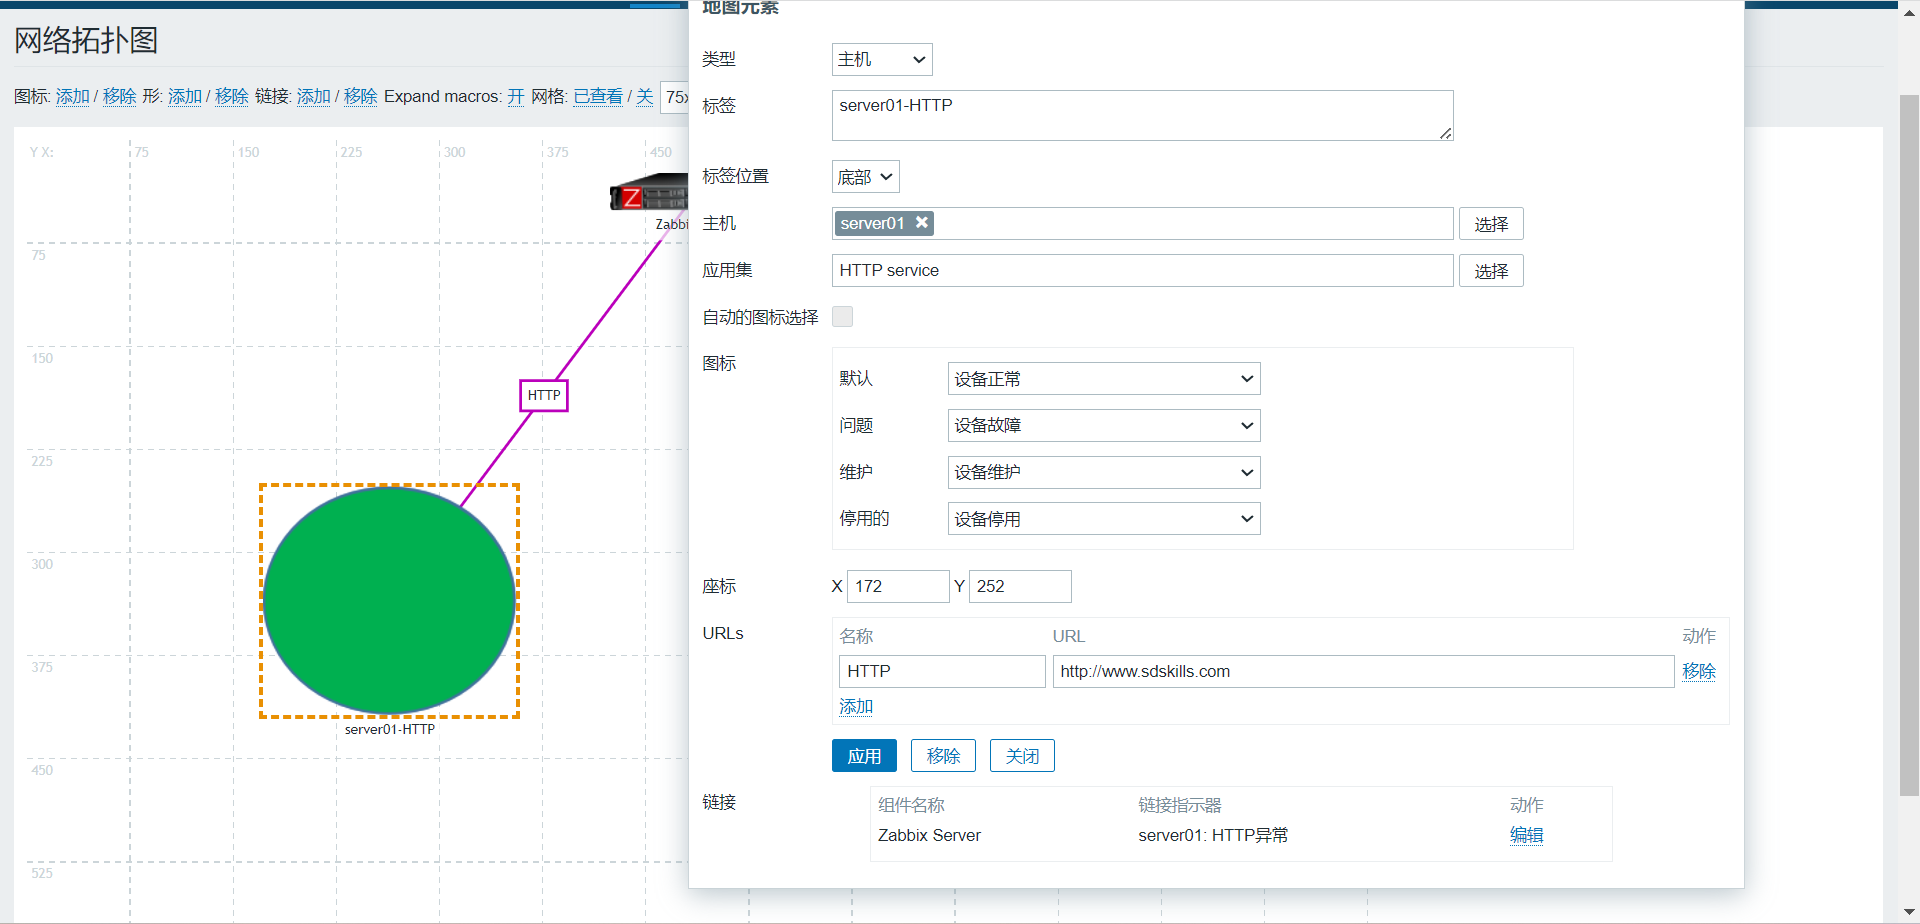 地图元素
网络拓扑图
图标: 添加 / 移除 形: 添加 / 移除 链接: 添加 / 移除 Expand macros: 开 网格: 已查看 / 关 75x
Y X: 75 150 225 300 375 450
Zabbi
75
150
HTTP
225
300
375
server01-HTTP
450
525
类型 主机
标签 server01-HTTP
标签位置 底部
主机 server01 选择
应用集 HTTP service 选择
自动的图标选择
图标
默认 设备正常
问题 设备故障
维护 设备维护
停用的 设备停用
座标 X 172 Y 252
URLs 名称 URL 动作
HTTP http://www.sdskills.com 移除
添加
应用 移除 关闭
链接 组件名称 链接指示器 动作
Zabbix Server server01: HTTP异常 编辑